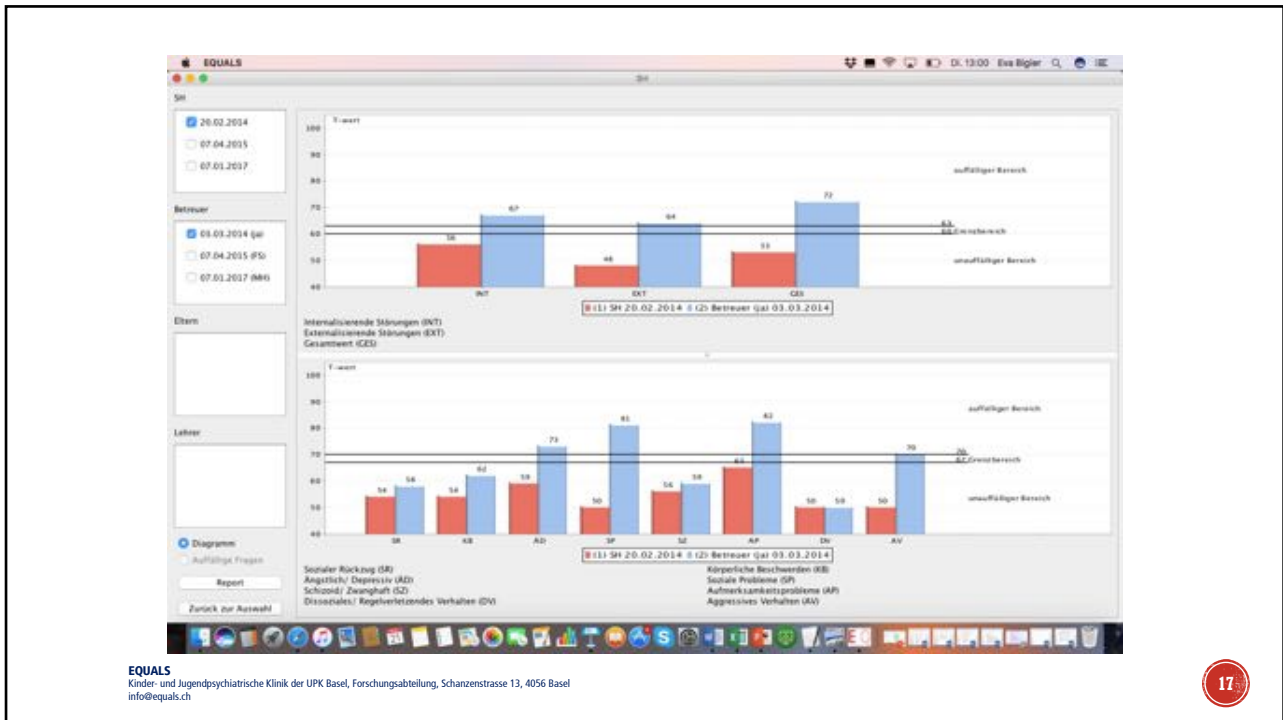 EQUALS
Di. 13:00 Eva Bigler
SH
SH
20.02.2014
07.04.2015
07.01.2017
Betreuer
03.03.2014 (ja)
07.04.2015 (FS)
07.01.2017 (MH)
Eltern
Lehrer
Diagramm
Auffällige Fragen
Report
Zurück zur Auswahl
T-wert
100
90
80
70
60
50
40
56
67
48
64
53
72
auffälliger Bereich
63
60 Grenzbereich
unauffälliger Bereich
INT
EXT
GES
(1) SH 20.02.2014 (2) Betreuer (ja) 03.03.2014
Internalisierende Störungen (INT)
Externalisierende Störungen (EXT)
Gesamtwert (GES)
T-wert
100
90
80
70
60
50
40
54
58
54
62
59
73
50
81
56
59
65
82
50
50
50
70
auffälliger Bereich
70
67 Grenzbereich
unauffälliger Bereich
SR
KB
AD
SP
SZ
AP
DV
AV
(1) SH 20.02.2014 (2) Betreuer (ja) 03.03.2014
Sozialer Rückzug (SR)
Körperliche Beschwerden (KB)
Ängstlich/ Depressiv (AD)
Soziale Probleme (SP)
Schizoid/ Zwanghaft (SZ)
Aufmerksamkeitsprobleme (AP)
Dissoziales/ Regelverletzendes Verhalten (DV)
Aggressives Verhalten (AV)
EQUALS
Kinder- und Jugendpsychiatrische Klinik der UPK Basel, Forschungsabteilung, Schanzenstrasse 13, 4056 Basel
info@equals.ch
17